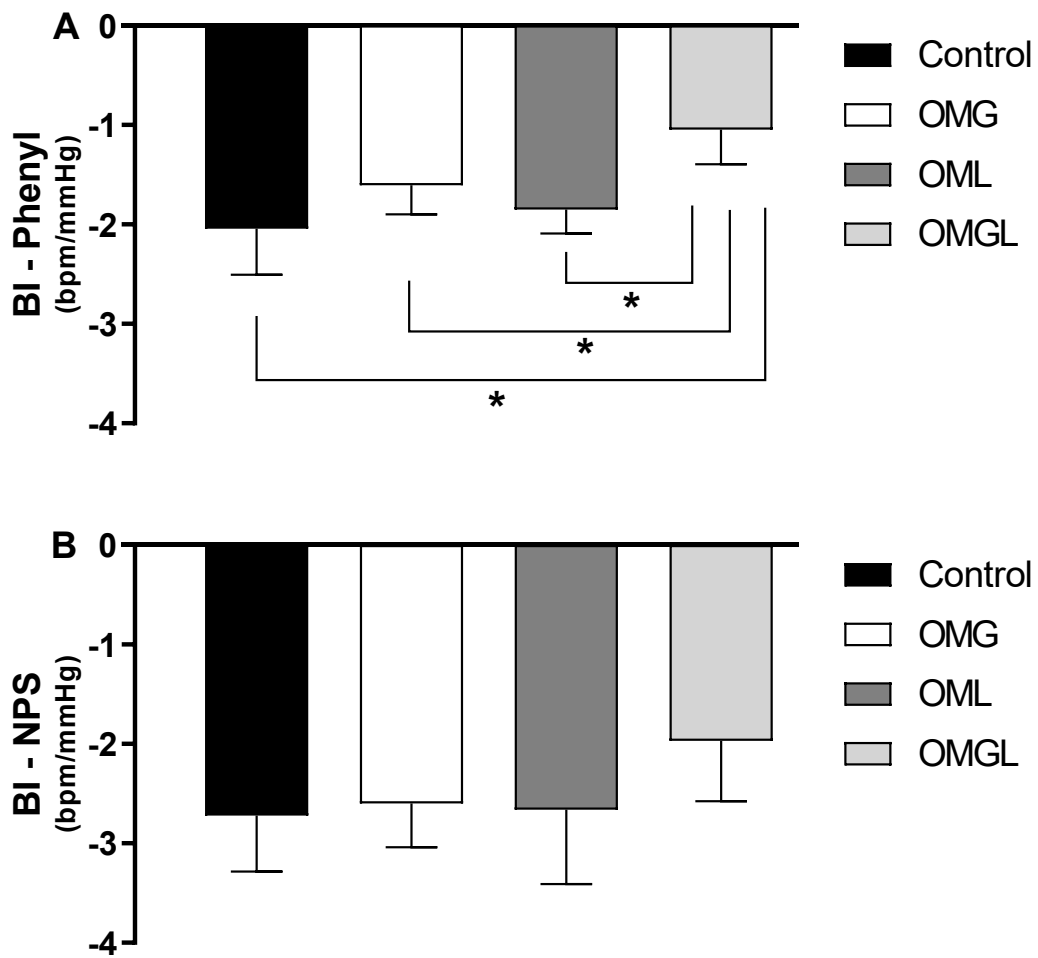 A
BI - Phenyl
(bpm/mmHg)
0
-1
-2
-3
-4
*
*
*
Control
OMG
OML
OMGL
B
BI - NPS
(bpm/mmHg)
0
-1
-2
-3
-4
Control
OMG
OML
OMGL